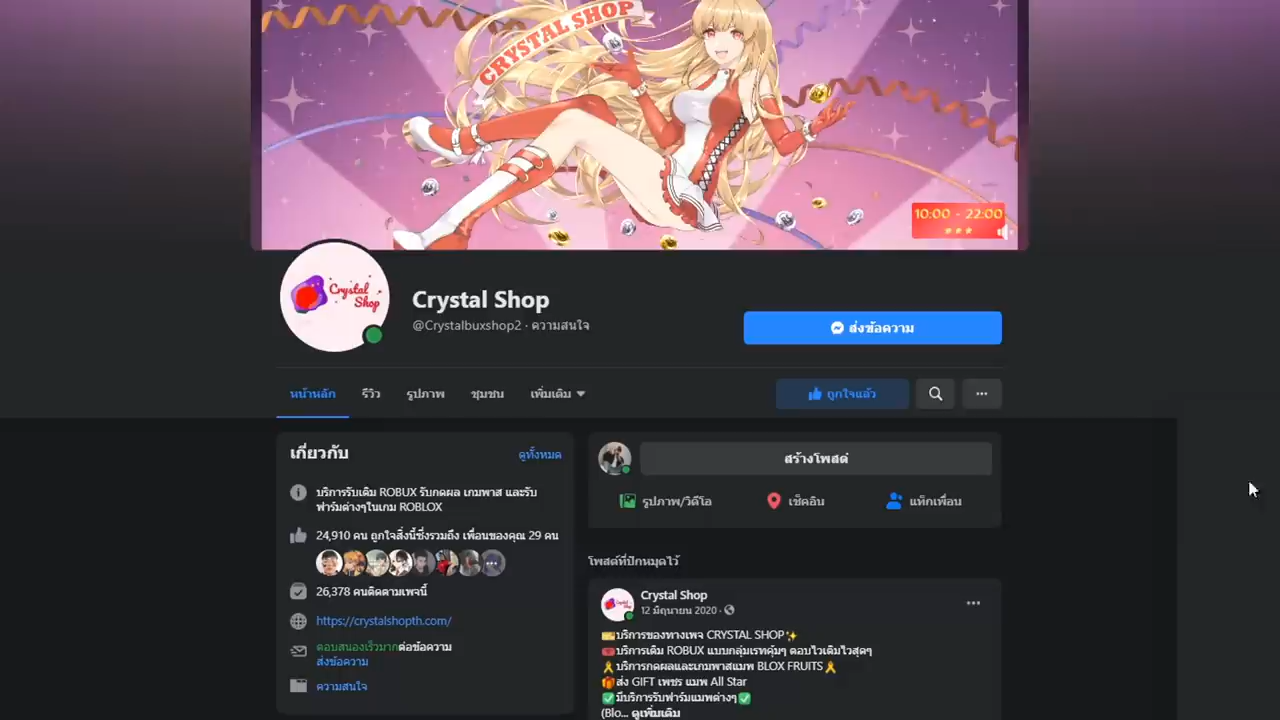 CRYSTAL SHOP
10:00 - 22:00
Crystal
Shop
Crystal Shop
@Crystalbuxshop2 · ความสนใจ
ส่งข้อความ
หน้าหลัก
รีวิว
รูปภาพ
ชุมชน
เพิ่มเติม
ถูกใจแล้ว
เกี่ยวกับ
ดูทั้งหมด
บริการรับเติม ROBUX รับกดผล เกมพาส และรับ
ฟาร์มต่างๆในเกม ROBLOX
24,910 คน ถูกใจสิ่งนี้ซึ่งรวมถึง เพื่อนของคุณ 29 คน
26,378 คนติดตามเพจนี้
https://crystalshopth.com/
ตอบสนองเร็วมากต่อข้อความ
ส่งข้อความ
ความสนใจ
สร้างโพสต์
รูปภาพ/วิดีโอ
เช็คอิน
แท็กเพื่อน
โพสต์ที่ปักหมุดไว้
Crystal Shop
12 มิถุนายน 2020 ·
บริการของทางเพจ CRYSTAL SHOP✨
บริการเติม ROBUX แบบกลุ่มเรทคุ้มๆ ตอบไวเติมไวสุดๆ
บริการกดผลและเกมพาสแมพ BLOX FRUITS
ส่ง GIFT เพชร แมพ All Star
✅มีบริการรับฟาร์มแมพต่างๆ✅
(Blo... ดูเพิ่มเติม